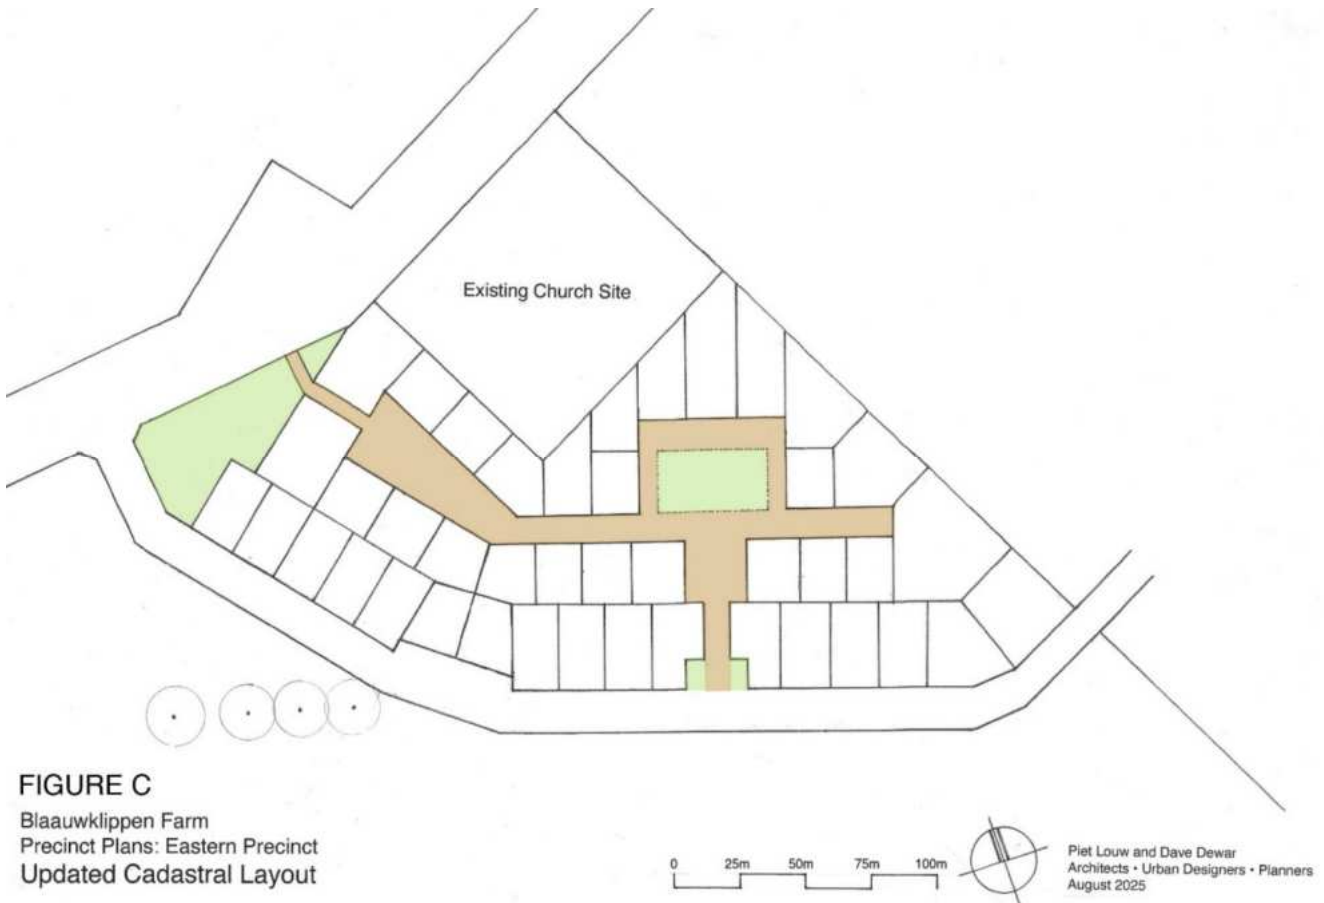 Existing Church Site
FIGURE C
Blaauwklippen Farm
Precinct Plans: Eastern Precinct
Updated Cadastral Layout
0 25m 50m 75m 100m
Piet Louw and Dave Dewar
Architects • Urban Designers • Planners
August 2025